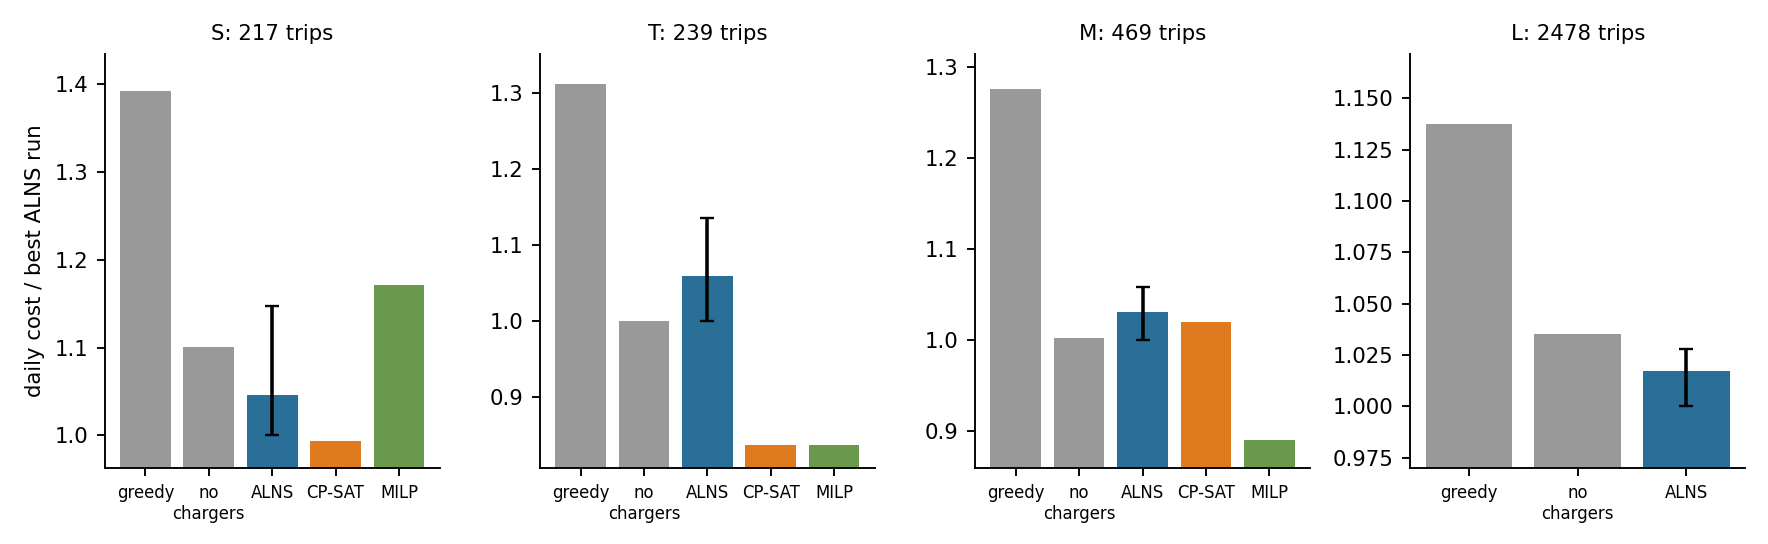 S: 217 trips
T: 239 trips
M: 469 trips
L: 2478 trips
daily cost / best ALNS run
1.4
1.3
1.2
1.1
1.0
greedy
no
chargers
ALNS
CP-SAT
MILP
1.3
1.2
1.1
1.0
0.9
greedy
no
chargers
ALNS
CP-SAT
MILP
1.3
1.2
1.1
1.0
0.9
greedy
no
chargers
ALNS
CP-SAT
MILP
1.150
1.125
1.100
1.075
1.050
1.025
1.000
0.975
greedy
no
chargers
ALNS